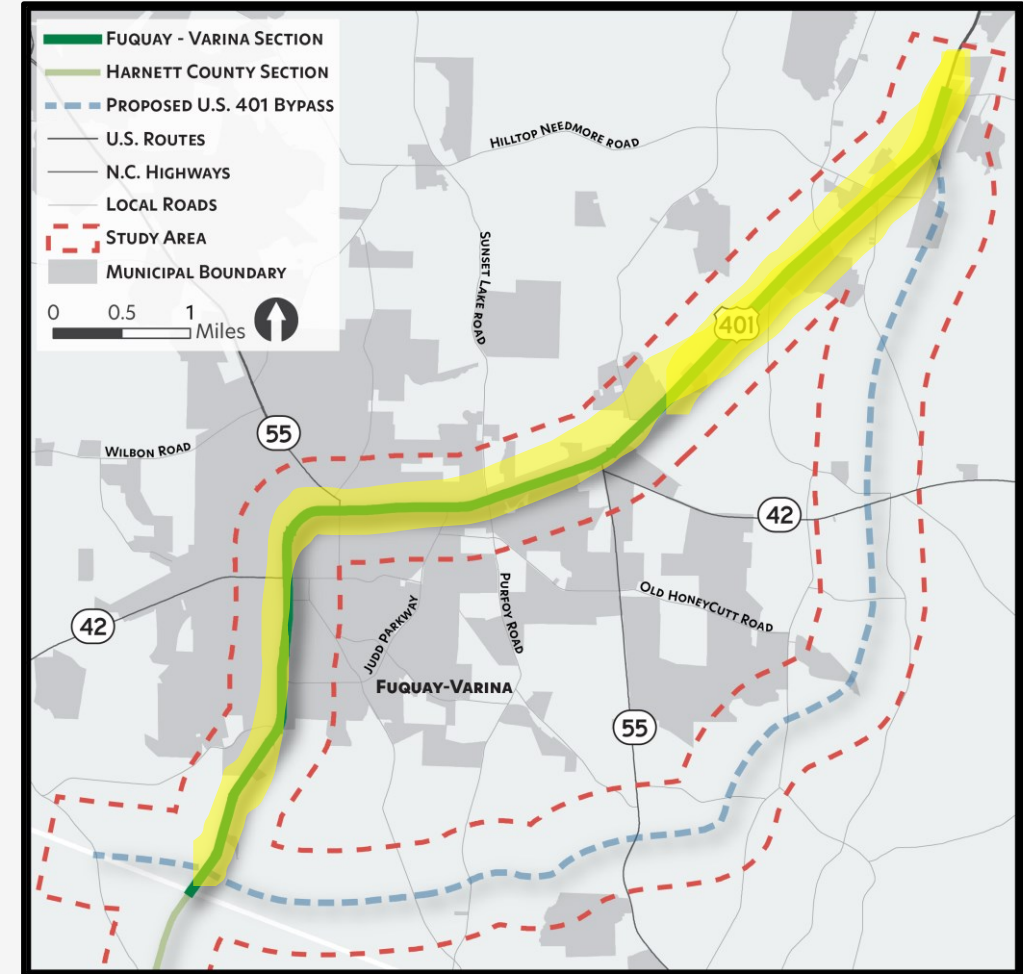 FUQUAY - VARINA SECTION
HARNETT COUNTY SECTION
PROPOSED U.S. 401 BYPASS
U.S. ROUTES
N.C. HIGHWAYS
LOCAL ROADS
STUDY AREA
MUNICIPAL BOUNDARY
0 0.5 1 Miles
HILLTOP NEEDMORE ROAD
SUNSET LAKE ROAD
401
55
WILBON ROAD
42
42
OLD HONEYCUTT ROAD
PURFOY ROAD
JUDD PARKWAY
FUQUAY-VARINA
55